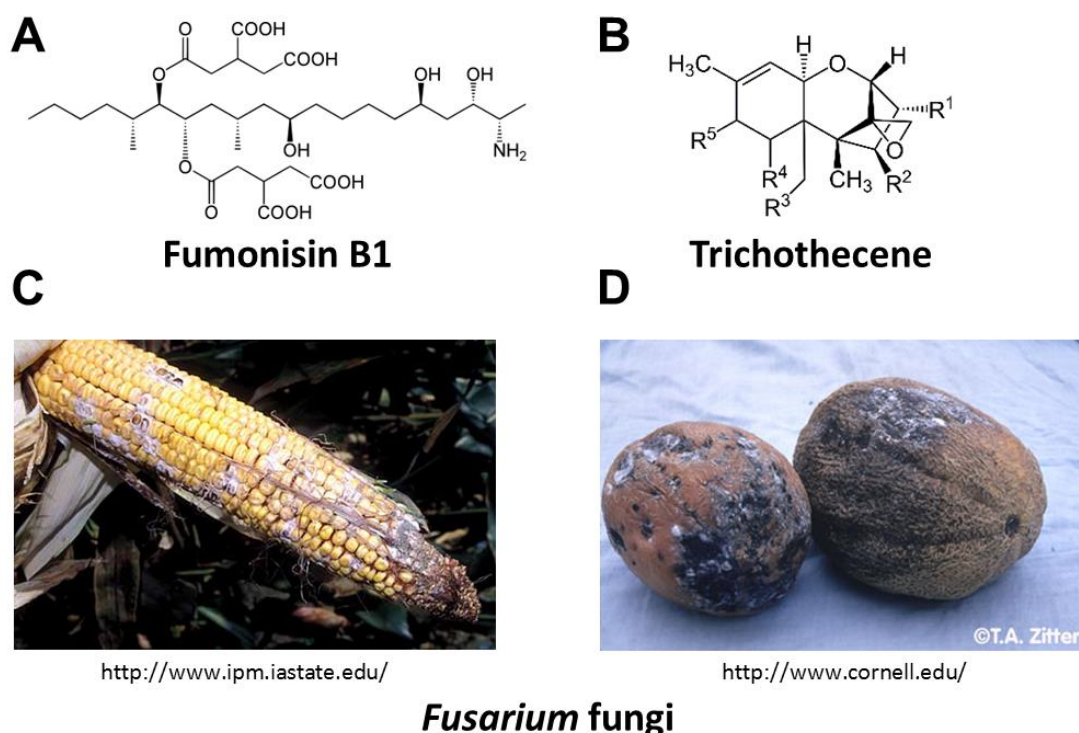 A
B
O
COOH
COOH
O
OH
OH
OH
NH₂
O
O
COOH
COOH
H
O
H
H₃C
R¹
R⁵
O
R⁴
CH₃
R²
R³
Fumonisin B1
Trichothecene
C
D
©T.A. Zitter
http://www.ipm.iastate.edu/
http://www.cornell.edu/
Fusarium fungi